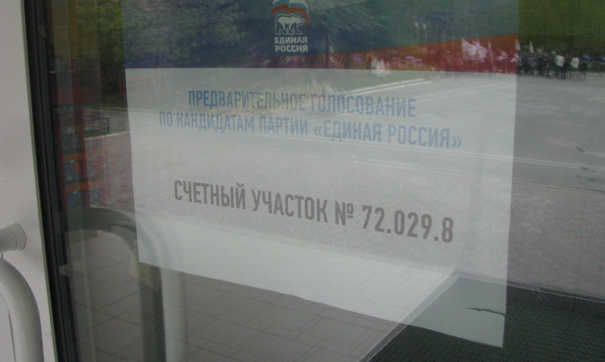 ЕДИНАЯ
РОССИЯ
ПРЕДВАРИТЕЛЬНОЕ ГОЛОСОВАНИЕ
ПО КАНДИДАТАМ ПАРТИИ «ЕДИНАЯ РОССИЯ»
СЧЕТНЫЙ УЧАСТОК № 72.029.8